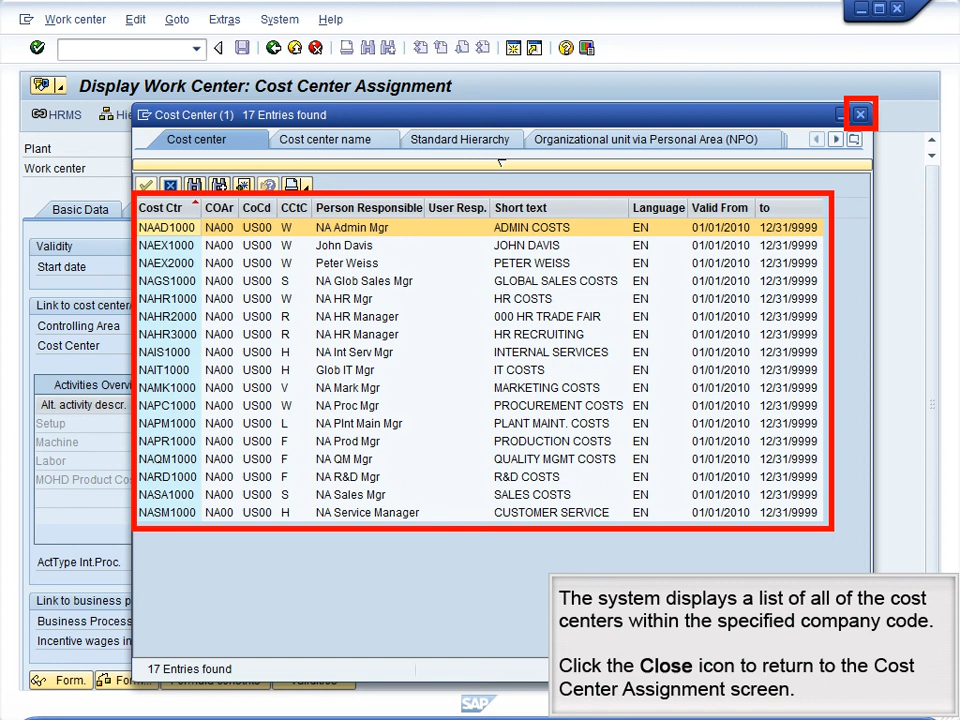 Work center Edit Goto Extras System Help
Display Work Center: Cost Center Assignment
HRMS Hie
Cost Center (1) 17 Entries found
Cost center Cost center name Standard Hierarchy Organizational unit via Personal Area (NPO)
Plant
Work center
Basic Data
Validity
Start date
Link to cost center/
Controlling Area
Cost Center
Activities Overvi
Alt. activity descr.
Setup
Machine
Labor
MOHD Product Cos
ActType Int.Proc.
Link to business p
Business Process
Incentive wages in
Cost Ctr COAr CoCd CCtC Person Responsible User Resp. Short text Language Valid From to
NAAD1000 NA00 US00 W NA Admin Mgr ADMIN COSTS EN 01/01/2010 12/31/9999
NAEX1000 NA00 US00 W John Davis JOHN DAVIS EN 01/01/2010 12/31/9999
NAEX2000 NA00 US00 W Peter Weiss PETER WEISS EN 01/01/2010 12/31/9999
NAGS1000 NA00 US00 S NA Glob Sales Mgr GLOBAL SALES COSTS EN 01/01/2010 12/31/9999
NAHR1000 NA00 US00 W NA HR Mgr HR COSTS EN 01/01/2010 12/31/9999
NAHR2000 NA00 US00 R NA HR Manager 000 HR TRADE FAIR EN 01/01/2010 12/31/9999
NAHR3000 NA00 US00 R NA HR Manager HR RECRUITING EN 01/01/2010 12/31/9999
NAIS1000 NA00 US00 H NA Int Serv Mgr INTERNAL SERVICES EN 01/01/2010 12/31/9999
NAIT1000 NA00 US00 H Glob IT Mgr IT COSTS EN 01/01/2010 12/31/9999
NAMK1000 NA00 US00 V NA Mark Mgr MARKETING COSTS EN 01/01/2010 12/31/9999
NAPC1000 NA00 US00 W NA Proc Mgr PROCUREMENT COSTS EN 01/01/2010 12/31/9999
NAPM1000 NA00 US00 L NA Plnt Main Mgr PLANT MAINT. COSTS EN 01/01/2010 12/31/9999
NAPR1000 NA00 US00 F NA Prod Mgr PRODUCTION COSTS EN 01/01/2010 12/31/9999
NAQM1000 NA00 US00 F NA QM Mgr QUALITY MGMT COSTS EN 01/01/2010 12/31/9999
NARD1000 NA00 US00 F NA R&D Mgr R&D COSTS EN 01/01/2010 12/31/9999
NASA1000 NA00 US00 S NA Sales Mgr SALES COSTS EN 01/01/2010 12/31/9999
NASM1000 NA00 US00 H NA Service Manager CUSTOMER SERVICE EN 01/01/2010 12/31/9999
17 Entries found
Form. Form...
The system displays a list of all of the cost
centers within the specified company code.
Click the Close icon to return to the Cost
Center Assignment screen.
SAP